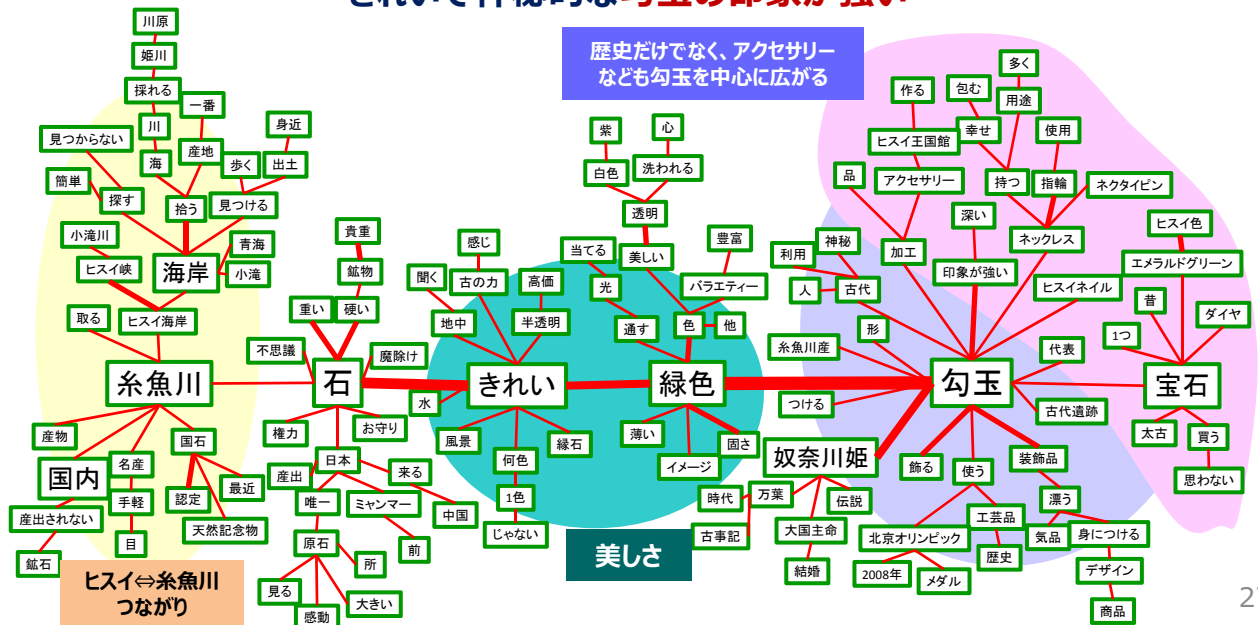 きれいで神秘的な勾玉の印象が強い
歴史だけでなく、アクセサリー
なども勾玉を中心に広がる
川原
姫川
採れる
一番
川
見つからない
身近
産地
海
歩く
出土
簡単
探す
拾う
見つける
小滝川
青海
ヒスイ峡
海岸
小滝
取る
ヒスイ海岸
糸魚川
産物
国石
国内
名産
最近
手軽
認定
産出されない
天然記念物
目
鉱石
ヒスイ⇔糸魚川
つながり
貴重
鉱物
重い
硬い
不思議
魔除け
石
水
権力
お守り
日本
産出
来る
唯一
ミャンマー
中国
原石
前
所
見る
大きい
感動
感じ
聞く
古の力
高価
地中
半透明
きれい
風景
縁石
何色
1色
じゃない
美しさ
紫
心
白色
洗われる
透明
当てる
美しい
豊富
光
バラエティー
通す
色
他
緑色
薄い
イメージ
固さ
多く
作る
包む
用途
ヒスイ王国館
幸せ
使用
品
アクセサリー
持つ
指輪
ネクタイピン
深い
神秘
利用
加工
ネックレス
印象が強い
人
古代
ヒスイネイル
形
糸魚川産
代表
勾玉
つける
古代遺跡
奴奈川姫
飾る
使う
装飾品
時代
万葉
伝説
漂う
古事記
大国主命
工芸品
結婚
北京オリンピック
気品
身につける
歴史
2008年
メダル
デザイン
商品
ヒスイ色
エメラルドグリーン
昔
ダイヤ
1つ
宝石
太古
買う
思わない